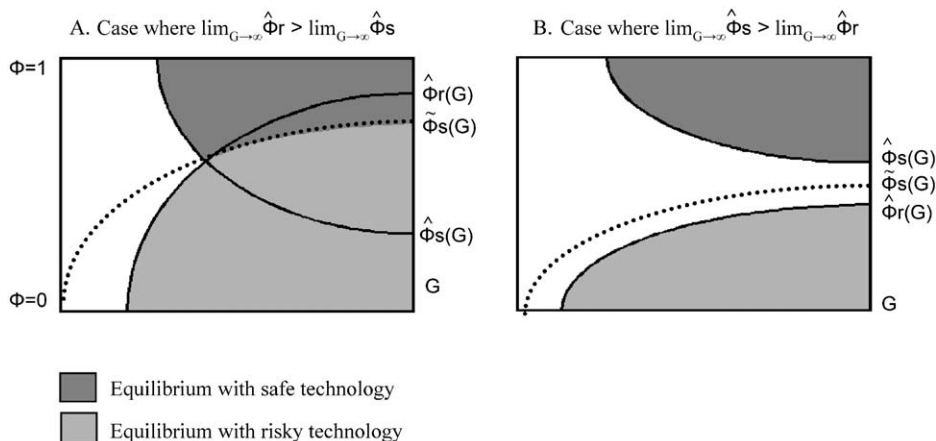 A. Case where lim_{G→∞} Φ̂r > lim_{G→∞} Φ̂s
Φ=1
Φ̂r(G)
Φ̃s(G)
Φ̂s(G)
G
Φ=0
B. Case where lim_{G→∞} Φ̂s > lim_{G→∞} Φ̂r
Φ̂s(G)
Φ̃s(G)
Φ̂r(G)
G
Equilibrium with safe technology
Equilibrium with risky technology